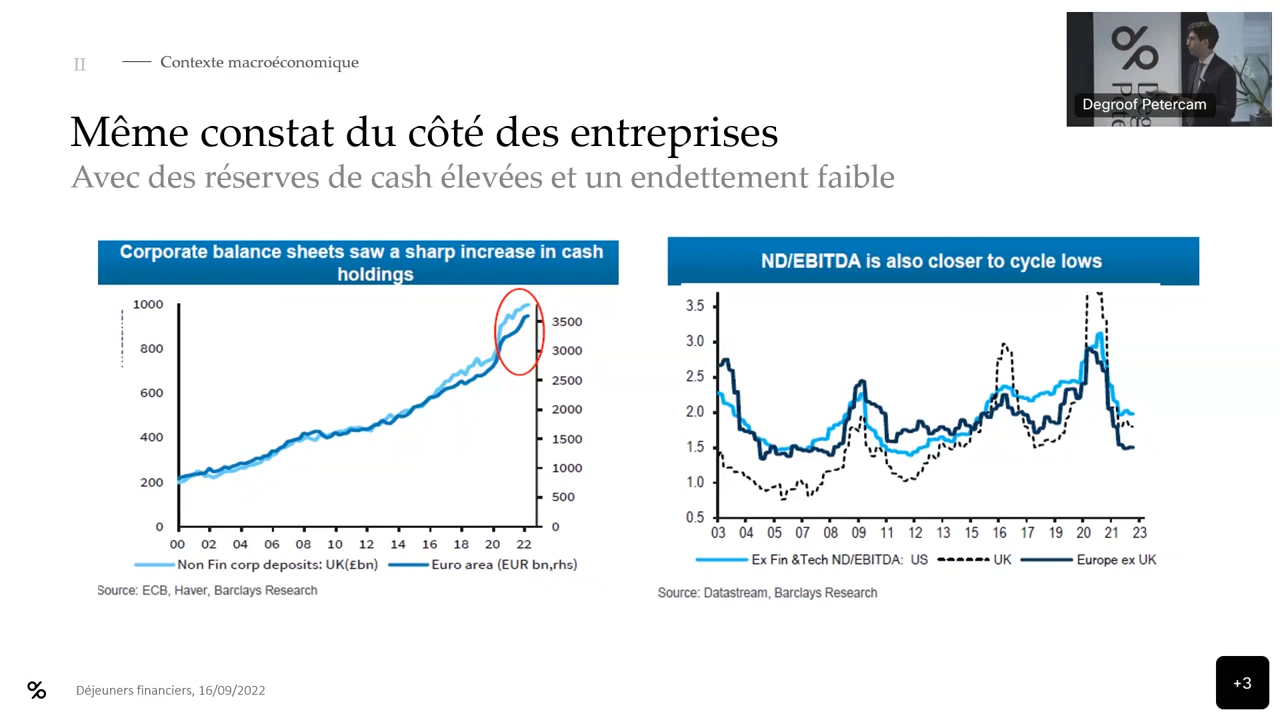 II
Contexte macroéconomique
Même constat du côté des entreprises
Avec des réserves de cash élevées et un endettement faible
Degroof Petercam
Corporate balance sheets saw a sharp increase in cash
holdings
1000
800
600
400
200
0
3500
3000
2500
2000
1500
1000
500
0
00 02 04 06 08 10 12 14 16 18 20 22
Non Fin corp deposits: UK(£bn) Euro area (EUR bn,rhs)
Source: ECB, Haver, Barclays Research
ND/EBITDA is also closer to cycle lows
3.5
3.0
2.5
2.0
1.5
1.0
0.5
03 04 05 07 08 09 11 12 13 15 16 17 19 20 21 23
Ex Fin &Tech ND/EBITDA: US UK Europe ex UK
Source: Datastream, Barclays Research
Déjeuners financiers, 16/09/2022
+3